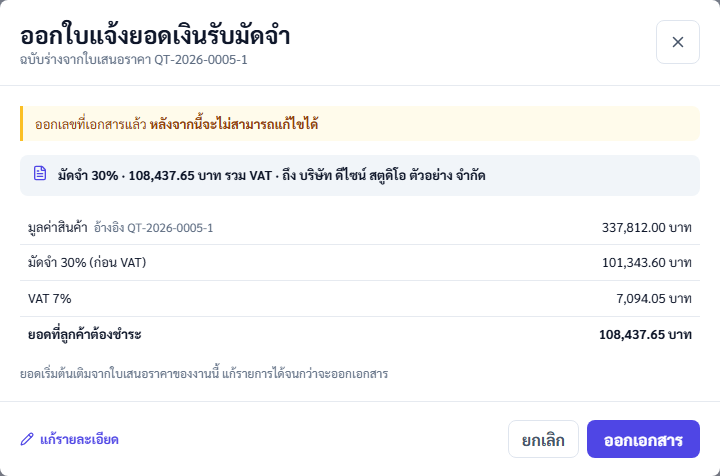 ออกใบแจ้งยอดเงินรับมัดจำ
ฉบับร่างจากใบเสนอราคา QT-2026-0005-1
ออกเลขที่เอกสารแล้ว หลังจากนี้จะไม่สามารถแก้ไขได้
มัดจำ 30% · 108,437.65 บาท รวม VAT · ถึง บริษัท ดีไซน์ สตูดิโอ ตัวอย่าง จำกัด
มูลค่าสินค้า อ้างอิง QT-2026-0005-1 337,812.00 บาท
มัดจำ 30% (ก่อน VAT) 101,343.60 บาท
VAT 7% 7,094.05 บาท
ยอดที่ลูกค้าต้องชำระ 108,437.65 บาท
ยอดเริ่มต้นเติมจากใบเสนอราคาของงานนี้ แก้รายการได้จนกว่าจะออกเอกสาร
แก้รายละเอียด ยกเลิก ออกเอกสาร